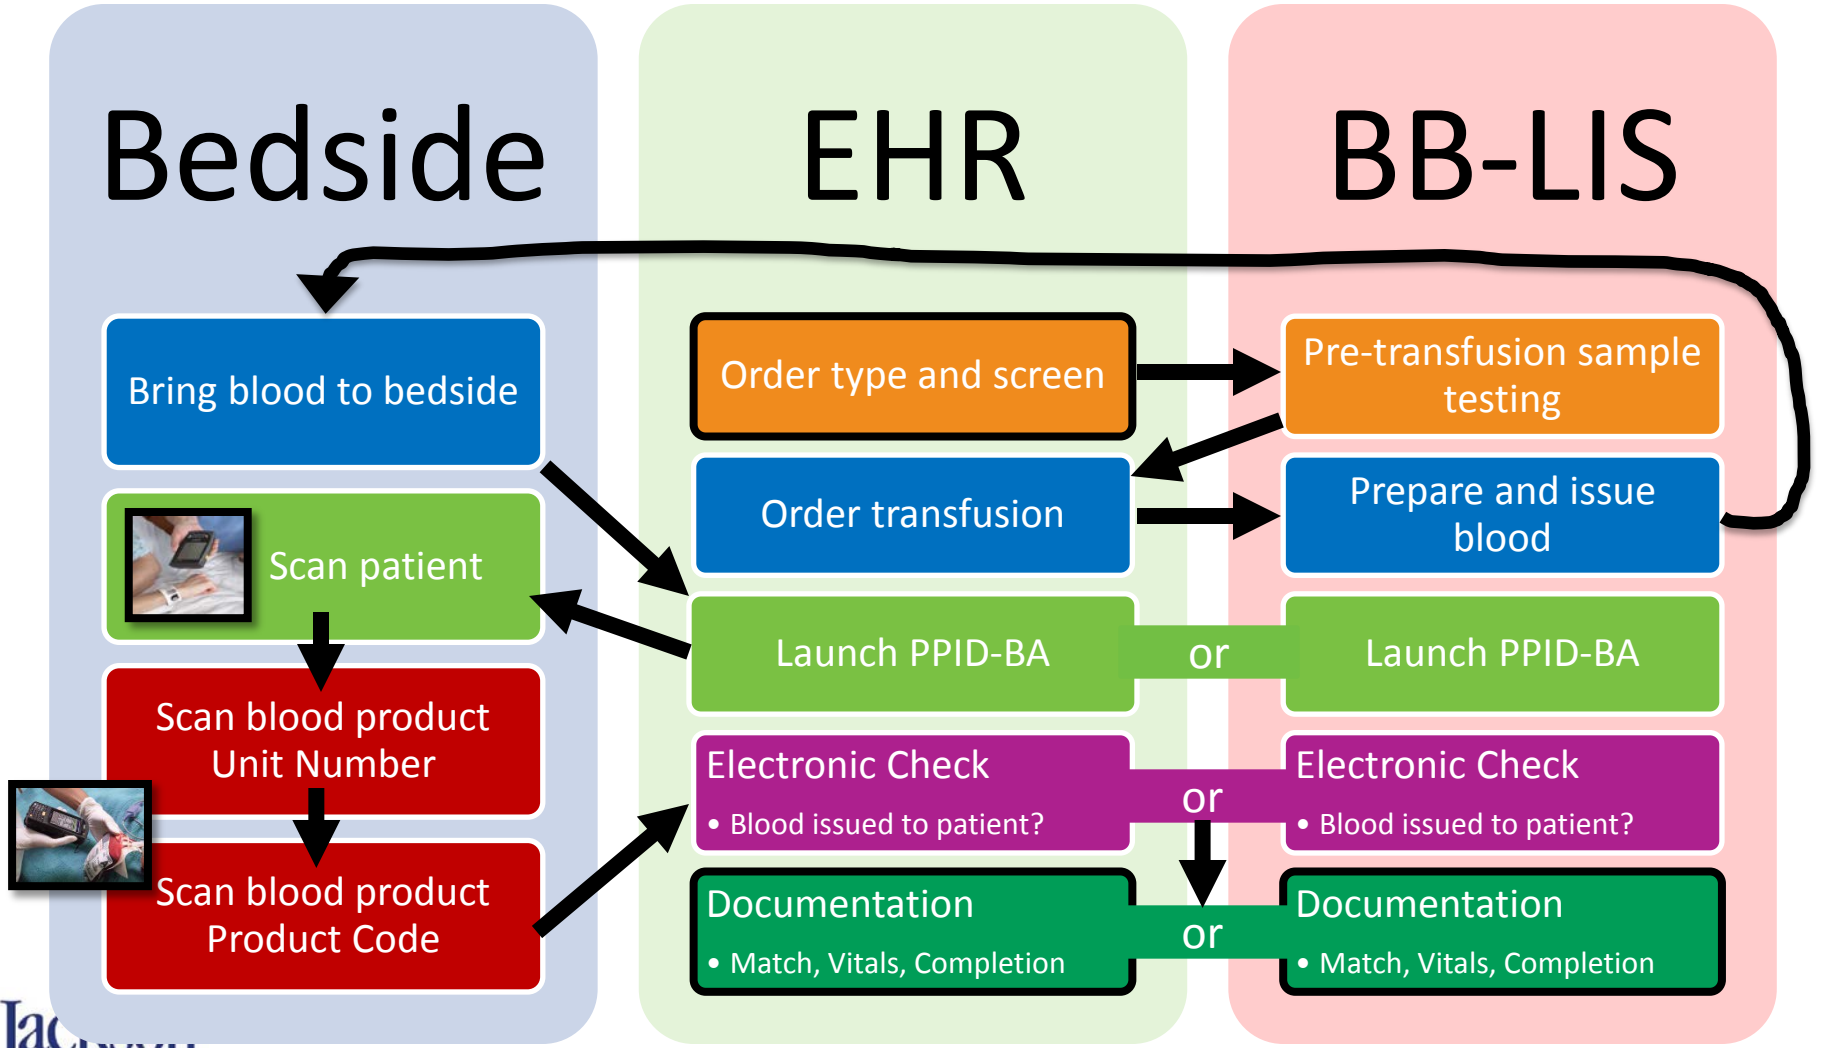 Bedside
EHR
BB-LIS
Bring blood to bedside
Scan patient
Scan blood product
Unit Number
Scan blood product
Product Code
Order type and screen
Order transfusion
Launch PPID-BA
or
Electronic Check
• Blood issued to patient?
or
Documentation
• Match, Vitals, Completion
or
Pre-transfusion sample
testing
Prepare and issue
blood
Launch PPID-BA
Electronic Check
• Blood issued to patient?
Documentation
• Match, Vitals, Completion